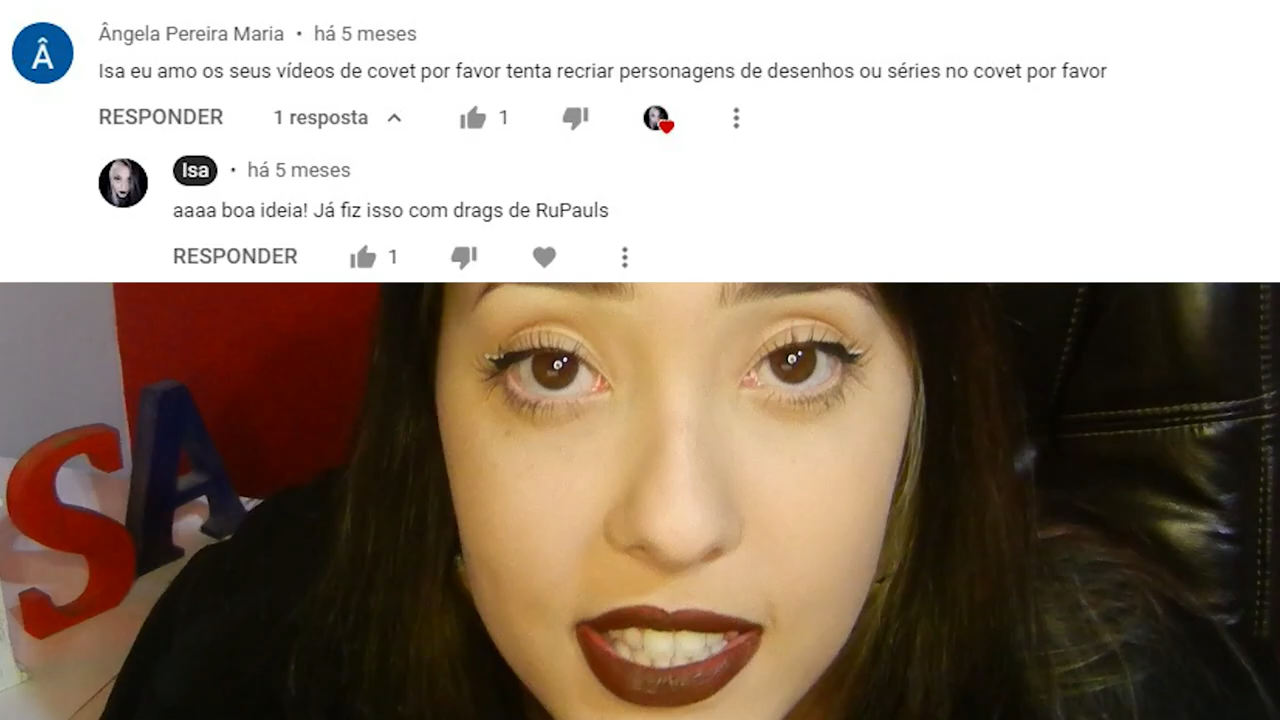 Â
Ângela Pereira Maria • há 5 meses
Isa eu amo os seus vídeos de covet por favor tenta recriar personagens de desenhos ou séries no covet por favor
RESPONDER 1 resposta 1
Isa • há 5 meses
aaaa boa ideia! Já fiz isso com drags de RuPauls
RESPONDER 1
SA